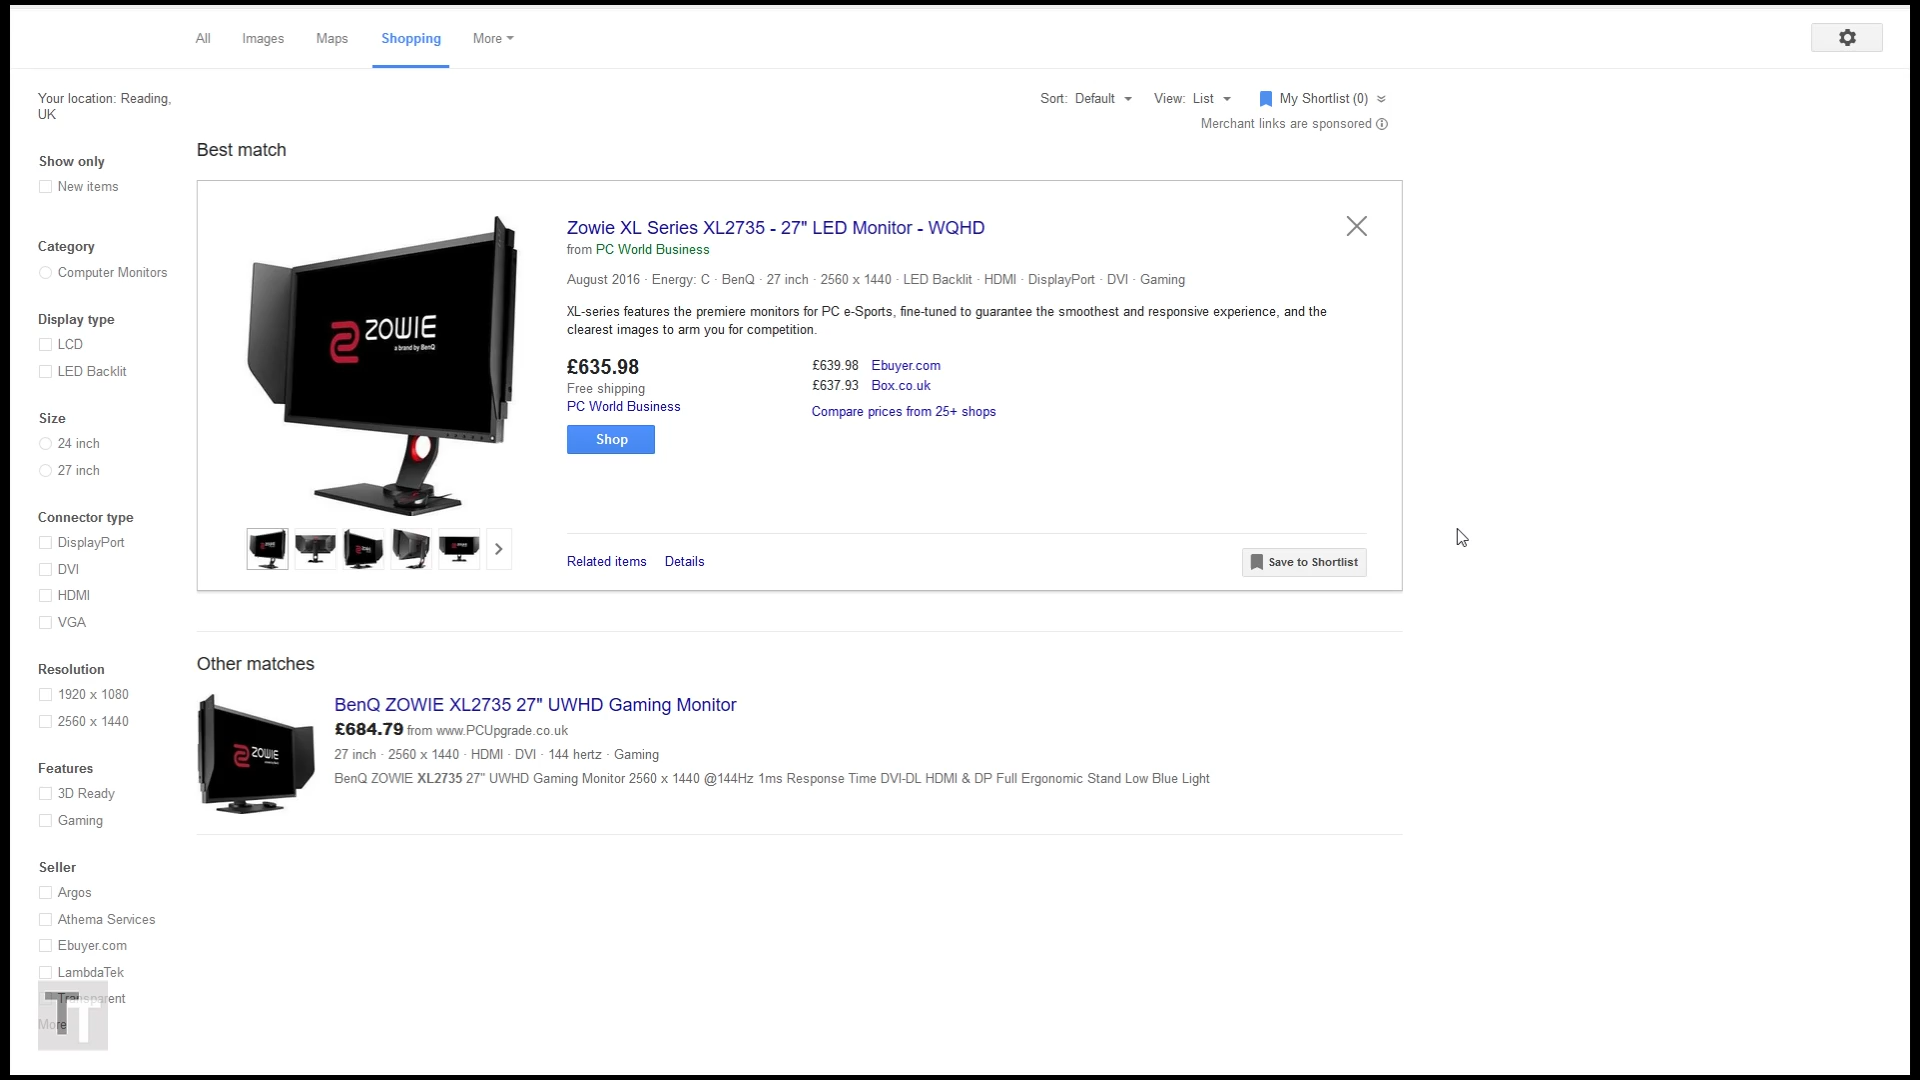 All
Images
Maps
Shopping
More
Your location: Reading,
UK
Sort: Default
View: List
My Shortlist (0)
Merchant links are sponsored
Show only
New items
Category
Computer Monitors
Display type
LCD
LED Backlit
Size
24 inch
27 inch
Connector type
DisplayPort
DVI
HDMI
VGA
Resolution
1920 x 1080
2560 x 1440
Features
3D Ready
Gaming
Seller
Argos
Athema Services
Ebuyer.com
LambdaTek
Transparent
More
TT
Best match
ZOWIE
a brand by BenQ
Zowie XL Series XL2735 - 27" LED Monitor - WQHD
from PC World Business
August 2016 · Energy: C · BenQ · 27 inch · 2560 x 1440 · LED Backlit · HDMI · DisplayPort · DVI · Gaming
XL-series features the premiere monitors for PC e-Sports, fine-tuned to guarantee the smoothest and responsive experience, and the
clearest images to arm you for competition.
£635.98
Free shipping
PC World Business
Shop
£639.98 Ebuyer.com
£637.93 Box.co.uk
Compare prices from 25+ shops
Related items
Details
Save to Shortlist
Other matches
ZOWIE
BenQ ZOWIE XL2735 27" UWHD Gaming Monitor
£684.79 from www.PCUpgrade.co.uk
27 inch · 2560 x 1440 · HDMI · DVI · 144 hertz · Gaming
BenQ ZOWIE XL2735 27" UWHD Gaming Monitor 2560 x 1440 @144Hz 1ms Response Time DVI-DL HDMI & DP Full Ergonomic Stand Low Blue Light